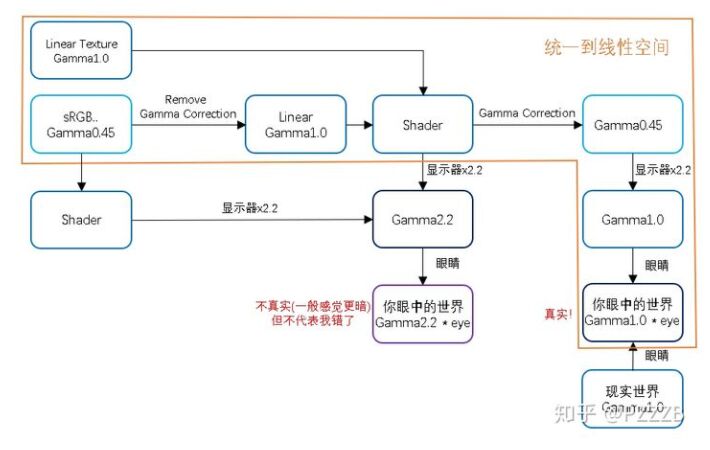 统一到线性空间
Linear Texture
Gamma1.0
sRGB..
Gamma0.45
Remove
Gamma Correction
Linear
Gamma1.0
Shader
Gamma Correction
Gamma0.45
显示器x2.2
显示器x2.2
Shader
显示器x2.2
Gamma2.2
Gamma1.0
眼睛
眼睛
不真实(一般感觉更暗)
但不代表我错了
你眼中的世界
Gamma2.2 * eye
真实!
你眼中的世界
Gamma1.0 * eye
眼睛
现实世界
Gamma1.0
知乎 @PZZZB